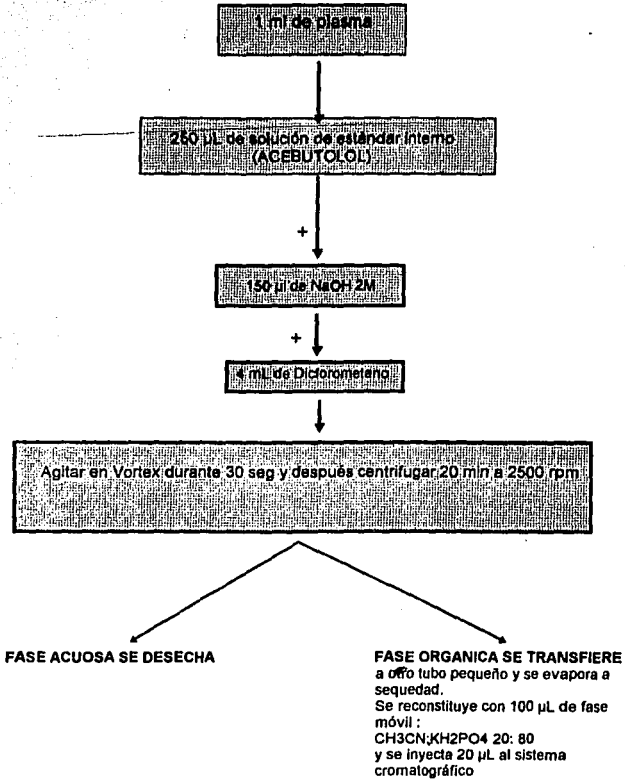 1 ml de plasma
250 µL de solución de estándar interno
(ACEBUTOLOL)
+
150 µl de NaOH 2M
+
4 mL de Diclorometano
Agitar en Vortex durante 30 seg y después centrifugar 20 min a 2500 rpm
FASE ACUOSA SE DESECHA
FASE ORGANICA SE TRANSFIERE
a otro tubo pequeño y se evapora a
sequedad.
Se reconstituye con 100 µL de fase
móvil :
CH3CN;KH2PO4 20: 80
y se inyecta 20 µL al sistema
cromatográfico